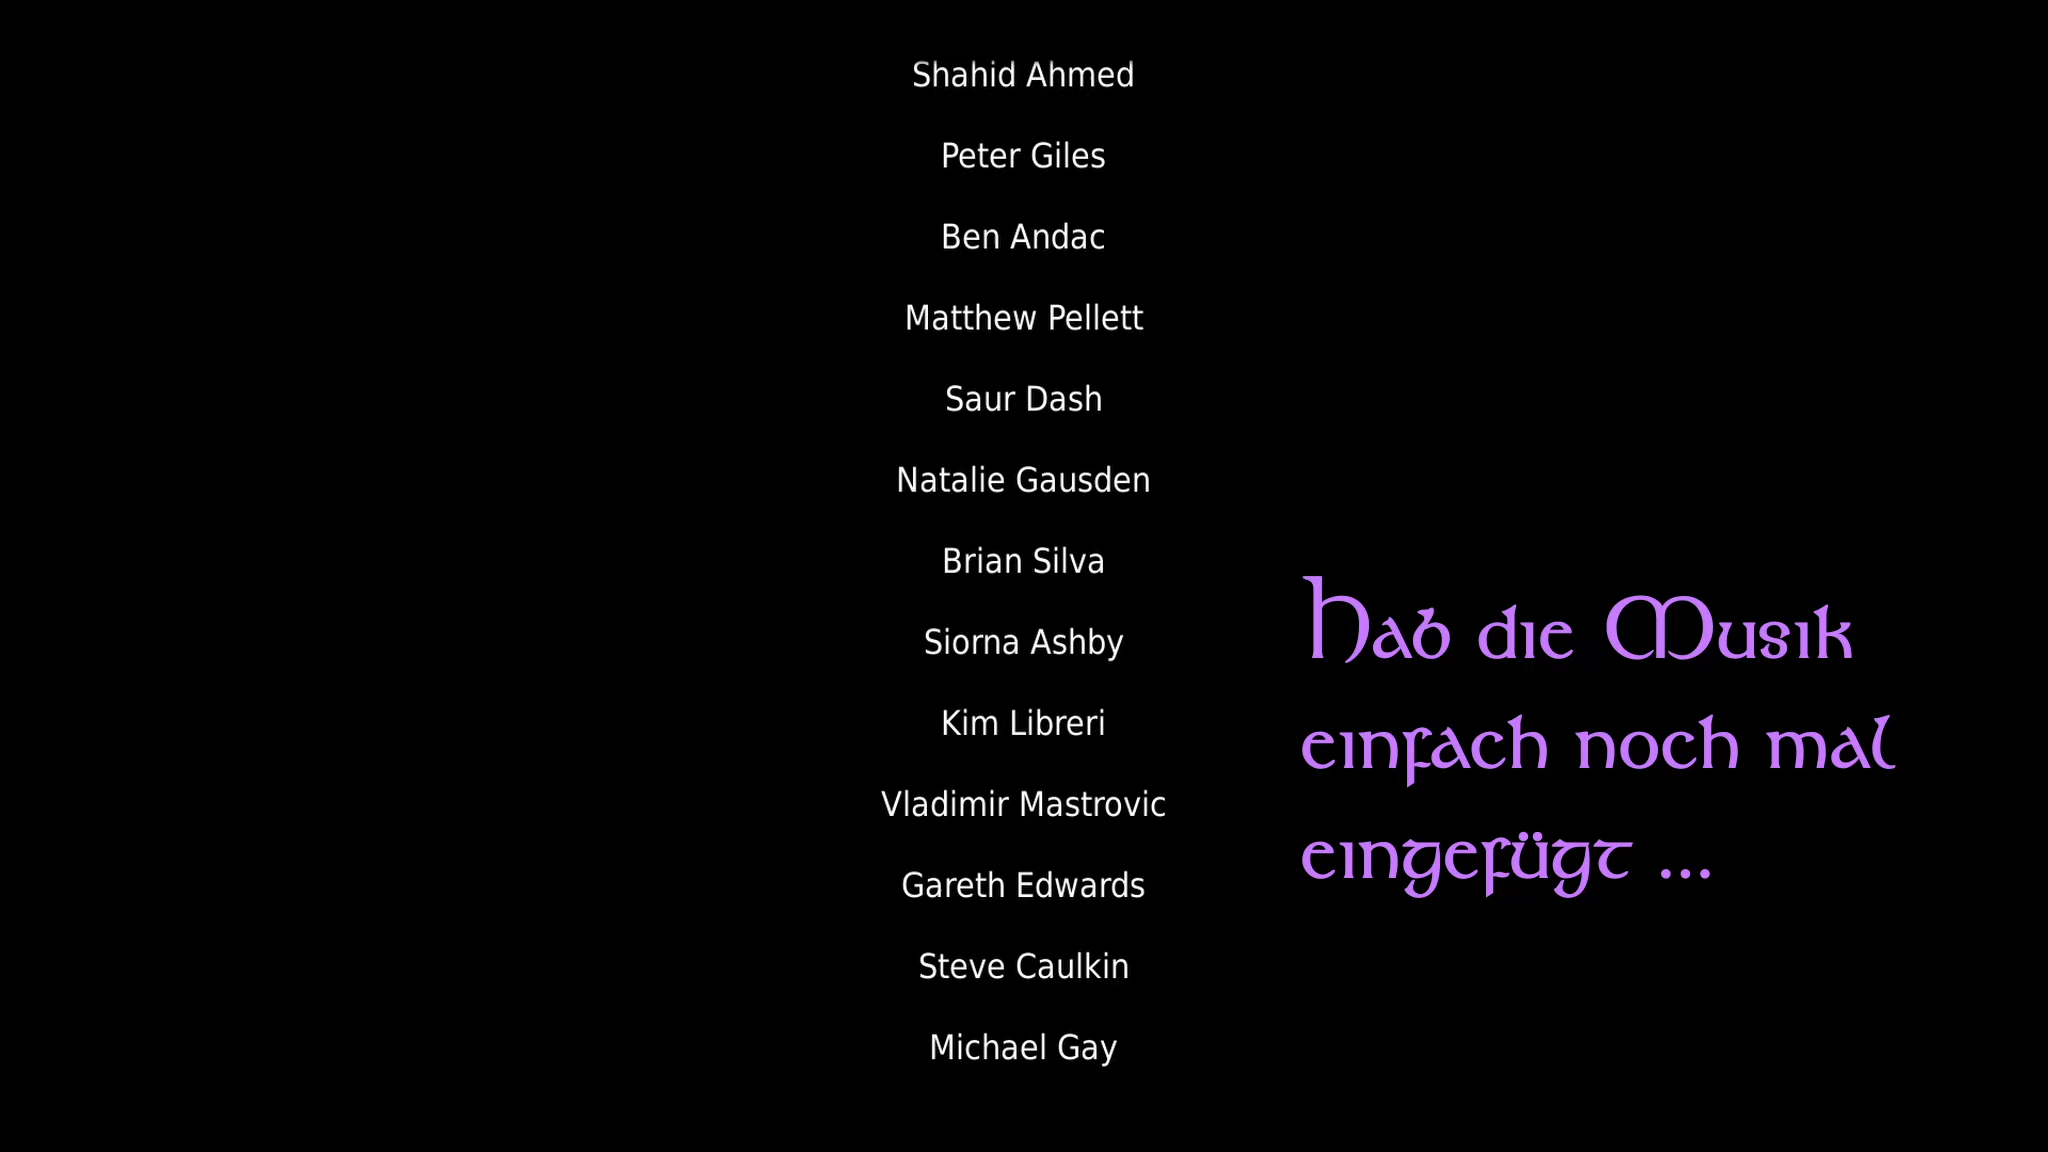 Shahid Ahmed
Peter Giles
Ben Andac
Matthew Pellett
Saur Dash
Natalie Gausden
Brian Silva
Siorna Ashby
Kim Libreri
Vladimir Mastrovic
Gareth Edwards
Steve Caulkin
Michael Gay
Hab die Musik
einfach noch mal
eingefügt ...